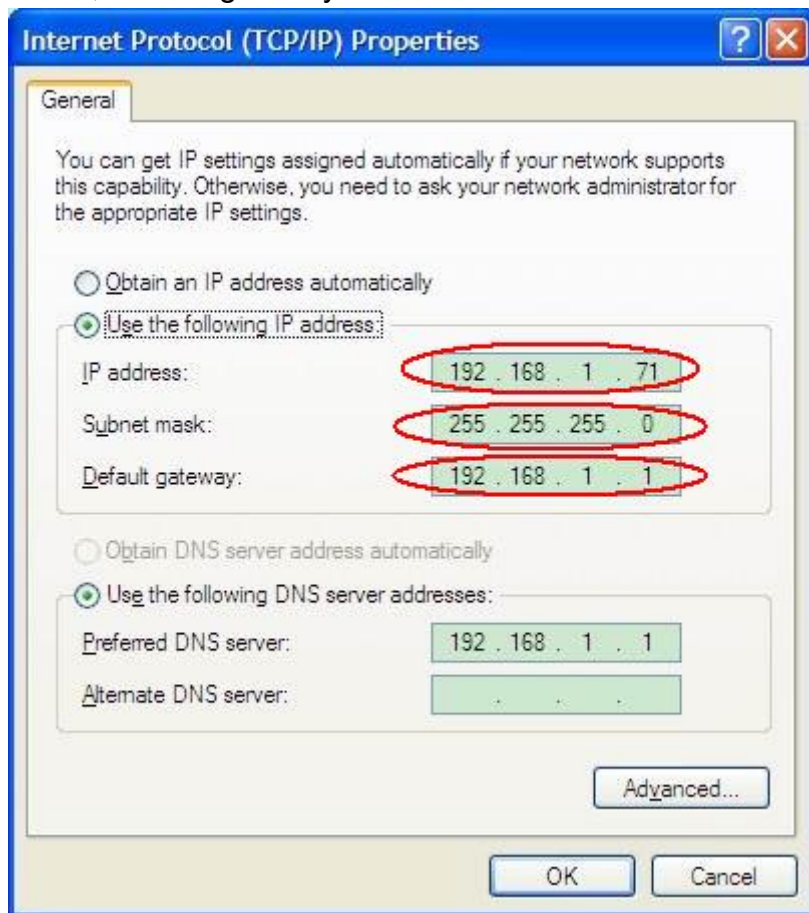 Internet Protocol (TCP/IP) Properties
General
You can get IP settings assigned automatically if your network supports
this capability. Otherwise, you need to ask your network administrator for
the appropriate IP settings.
Obtain an IP address automatically
Use the following IP address:
IP address: 192 . 168 . 1 . 71
Subnet mask: 255 . 255 . 255 . 0
Default gateway: 192 . 168 . 1 . 1
Obtain DNS server address automatically
Use the following DNS server addresses:
Preferred DNS server: 192 . 168 . 1 . 1
Alternate DNS server: . . .
Advanced...
OK Cancel